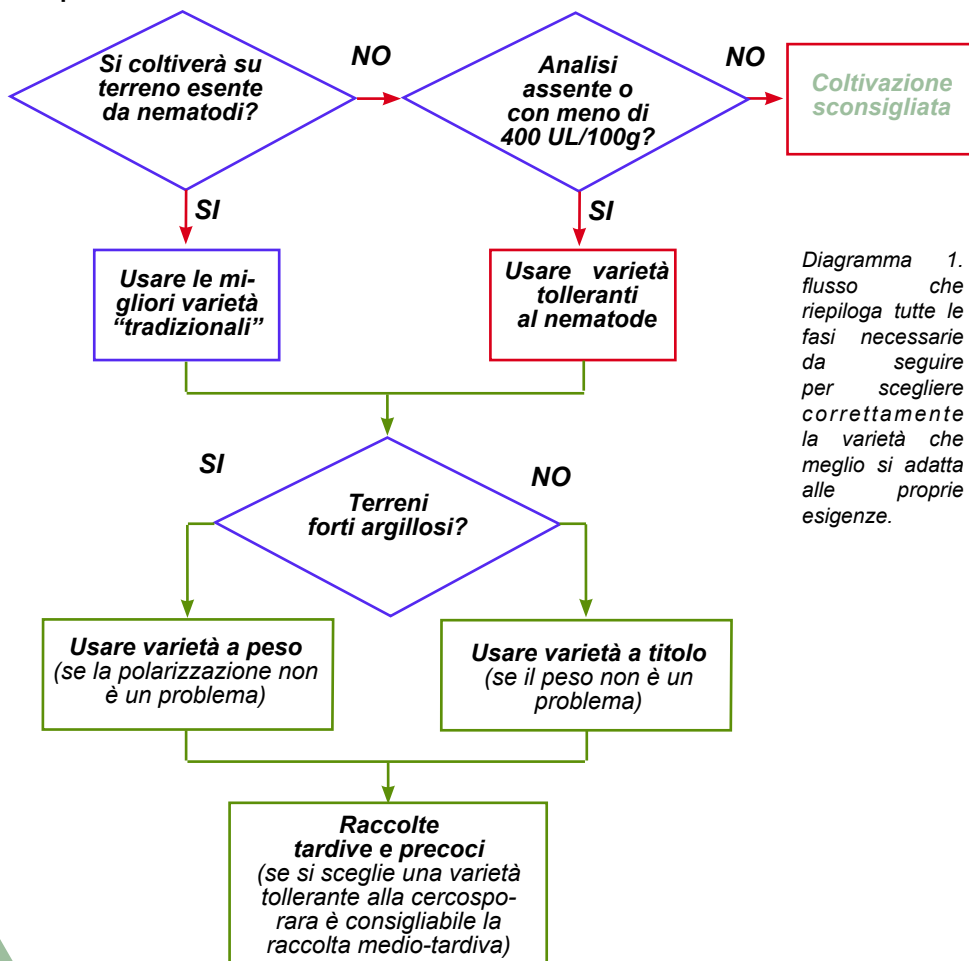 Si coltiverà su
terreno esente
da nematodi?
NO
Analisi
assente o
con meno di
400 UL/100g?
NO
Coltivazione
sconsigliata
SI
SI
Usare le mi-
gliori varietà
“tradizionali”
Usare varietà
tolleranti
al nematode
Diagramma 1.
flusso che
riepiloga tutte le
fasi necessarie
da seguire
per scegliere
correttamente
la varietà che
meglio si adatta
alle proprie
esigenze.
SI
NO
Terreni
forti argillosi?
Usare varietà a peso
(se la polarizzazione non
è un problema)
Usare varietà a titolo
(se il peso non è un
problema)
Raccolte
tardive e precoci
(se si sceglie una varietà
tollerante alla cercospo-
rara è consigliabile la
raccolta medio-tardiva)